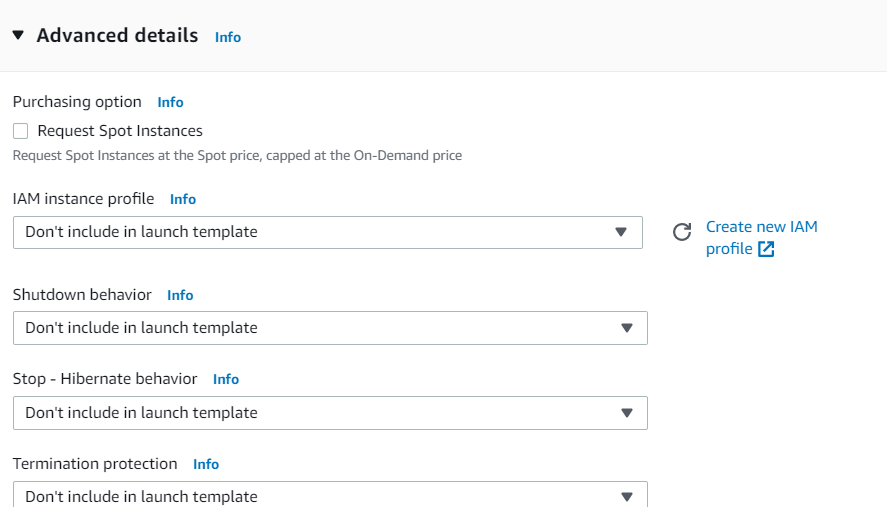 Advanced details Info
Purchasing option Info
Request Spot Instances
Request Spot Instances at the Spot price, capped at the On-Demand price
IAM instance profile Info
Don't include in launch template
Create new IAM
profile
Shutdown behavior Info
Don't include in launch template
Stop - Hibernate behavior Info
Don't include in launch template
Termination protection Info
Don't include in launch template